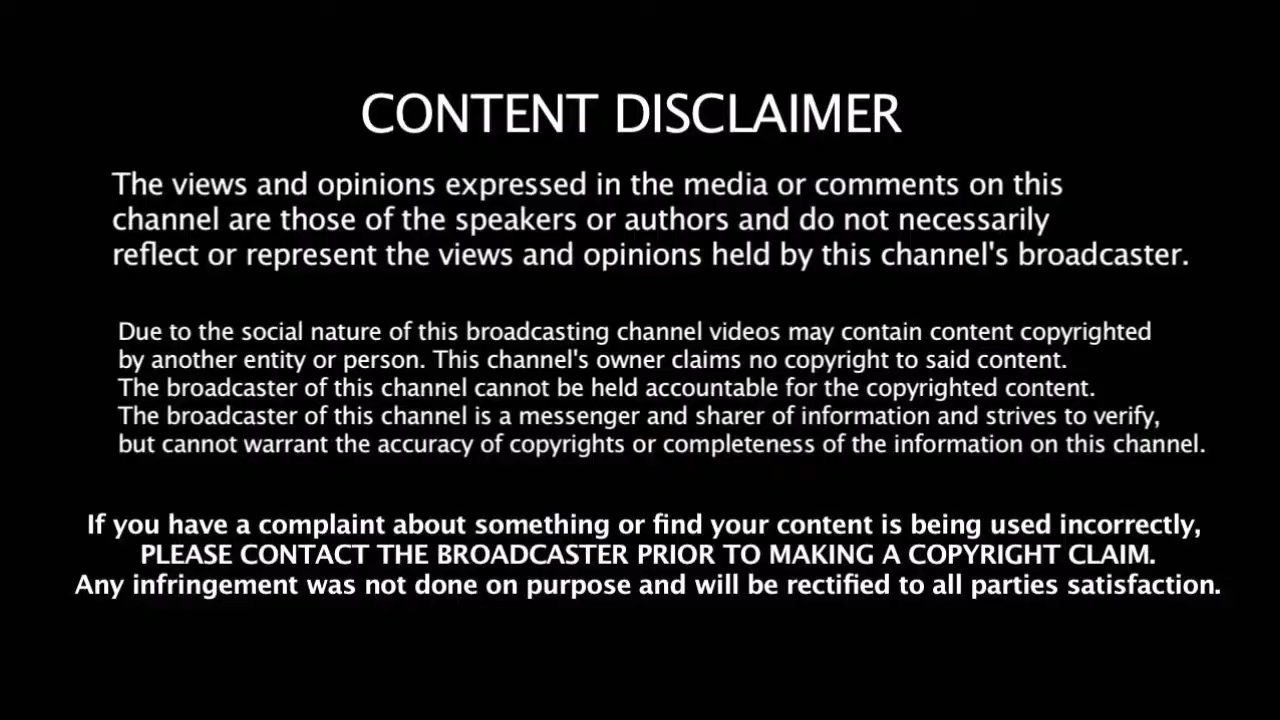 CONTENT DISCLAIMER
The views and opinions expressed in the media or comments on this
channel are those of the speakers or authors and do not necessarily
reflect or represent the views and opinions held by this channel's broadcaster.
Due to the social nature of this broadcasting channel videos may contain content copyrighted
by another entity or person. This channel's owner claims no copyright to said content.
The broadcaster of this channel cannot be held accountable for the copyrighted content.
The broadcaster of this channel is a messenger and sharer of information and strives to verify,
but cannot warrant the accuracy of copyrights or completeness of the information on this channel.
If you have a complaint about something or find your content is being used incorrectly,
PLEASE CONTACT THE BROADCASTER PRIOR TO MAKING A COPYRIGHT CLAIM.
Any infringement was not done on purpose and will be rectified to all parties satisfaction.